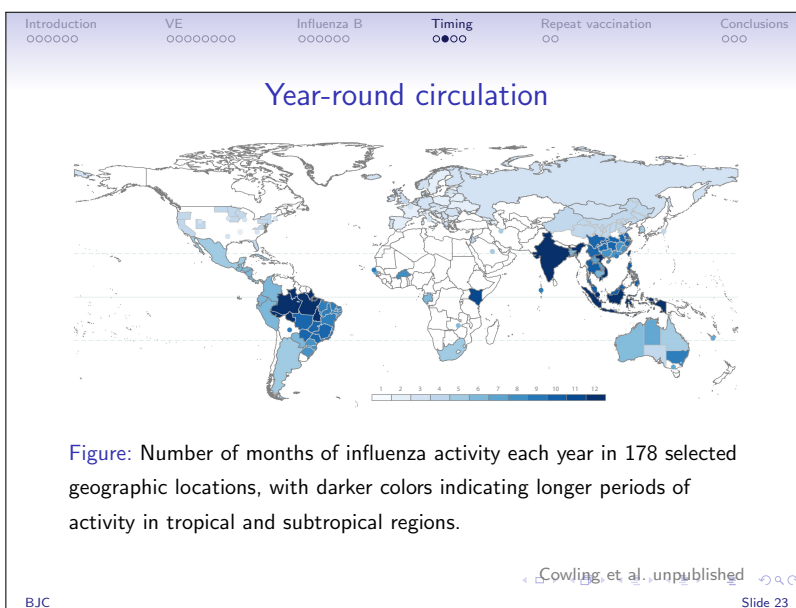 Introduction VE Influenza B Timing Repeat vaccination Conclusions
Year-round circulation
1 2 3 4 5 6 7 8 9 10 11 12
Figure: Number of months of influenza activity each year in 178 selected
geographic locations, with darker colors indicating longer periods of
activity in tropical and subtropical regions.
Cowling et al. unpublished
BJC Slide 23